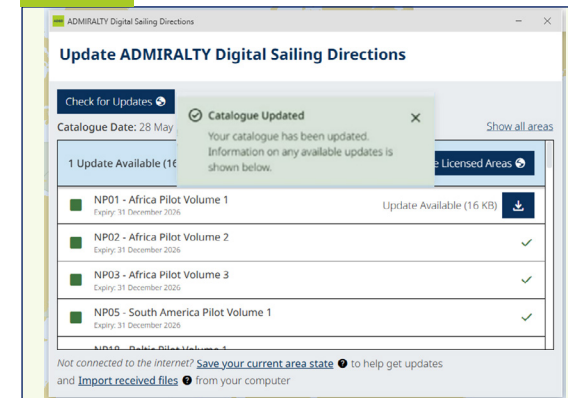 ADMIRALTY Digital Sailing Directions
Update ADMIRALTY Digital Sailing Directions
Check for Updates
Catalogue Updated
Your catalogue has been updated.
Information on any available updates is
shown below.
Catalogue Date: 28 May
Show all areas
1 Update Available (16
Licensed Areas
NP01 - Africa Pilot Volume 1
Expiry: 31 December 2026
Update Available (16 KB)
NP02 - Africa Pilot Volume 2
Expiry: 31 December 2026
NP03 - Africa Pilot Volume 3
Expiry: 31 December 2026
NP05 - South America Pilot Volume 1
Expiry: 31 December 2026
NP18 - Baltic Pilot Volume 1
Not connected to the internet? Save your current area state ? to help get updates
and Import received files ? from your computer